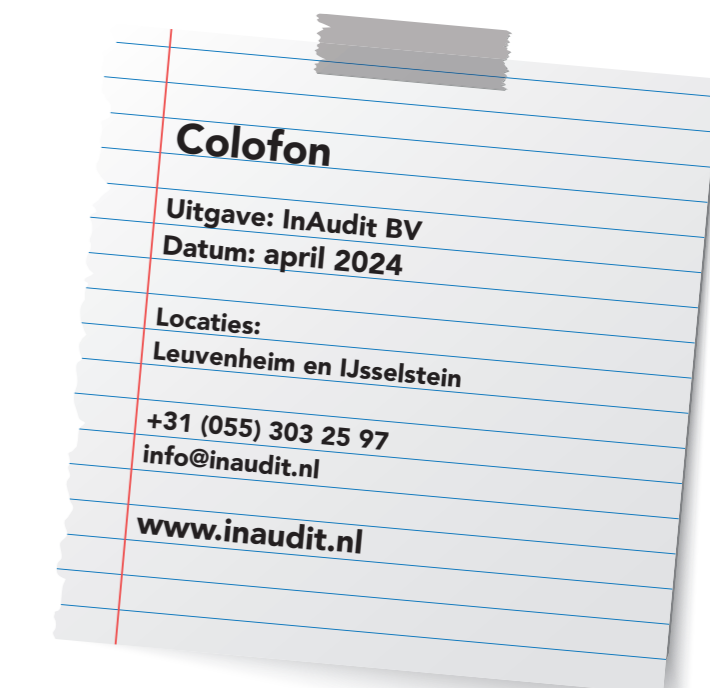 Colofon
Uitgave: InAudit BV
Datum: april 2024
Locaties:
Leuvenheim en IJsselstein
+31 (055) 303 25 97
info@inaudit.nl
www.inaudit.nl